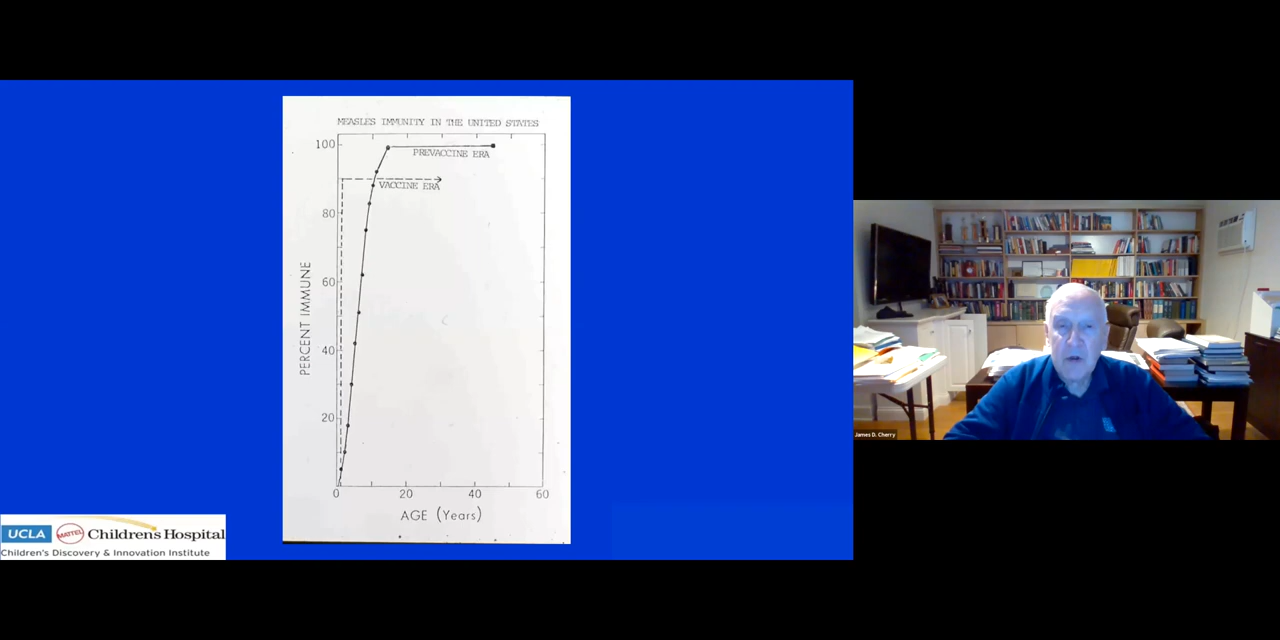 MEASLES IMMUNITY IN THE UNITED STATES
100
PREVACCINE ERA
VACCINE ERA
80
60
40
20
PERCENT IMMUNE
0 20 40 60
AGE (Years)
UCLA MATTEL Children's Hospital
Children's Discovery & Innovation Institute
James D. Cherry